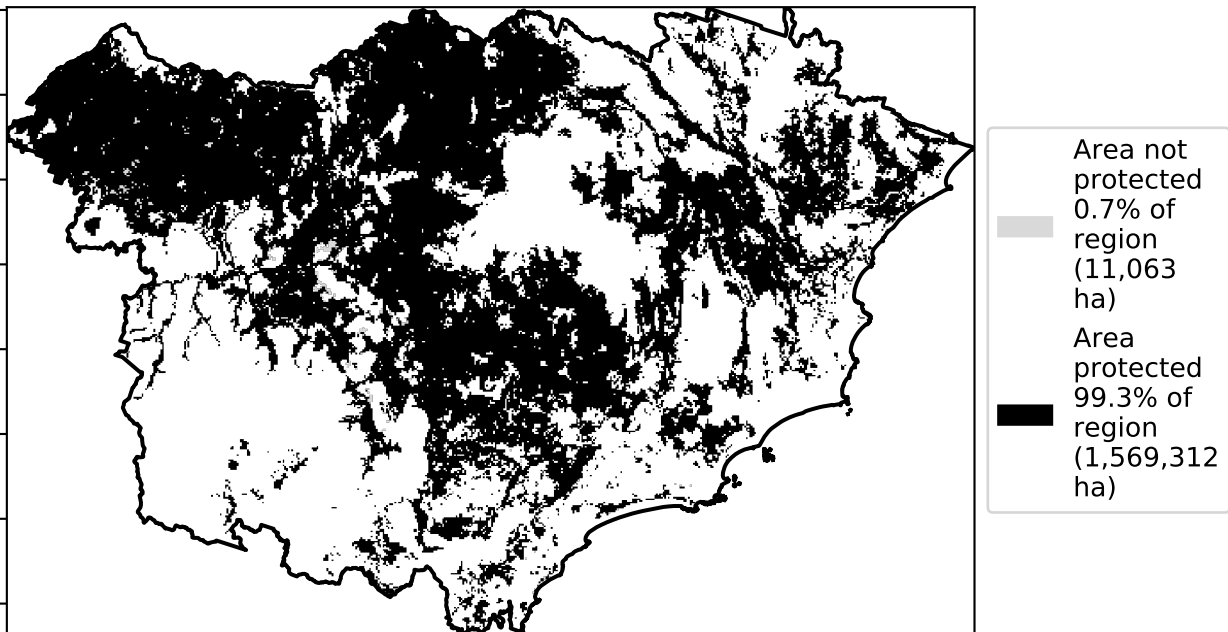 Area not
protected
0.7% of
region
(11,063
ha)
Area
protected
99.3% of
region
(1,569,312
ha)